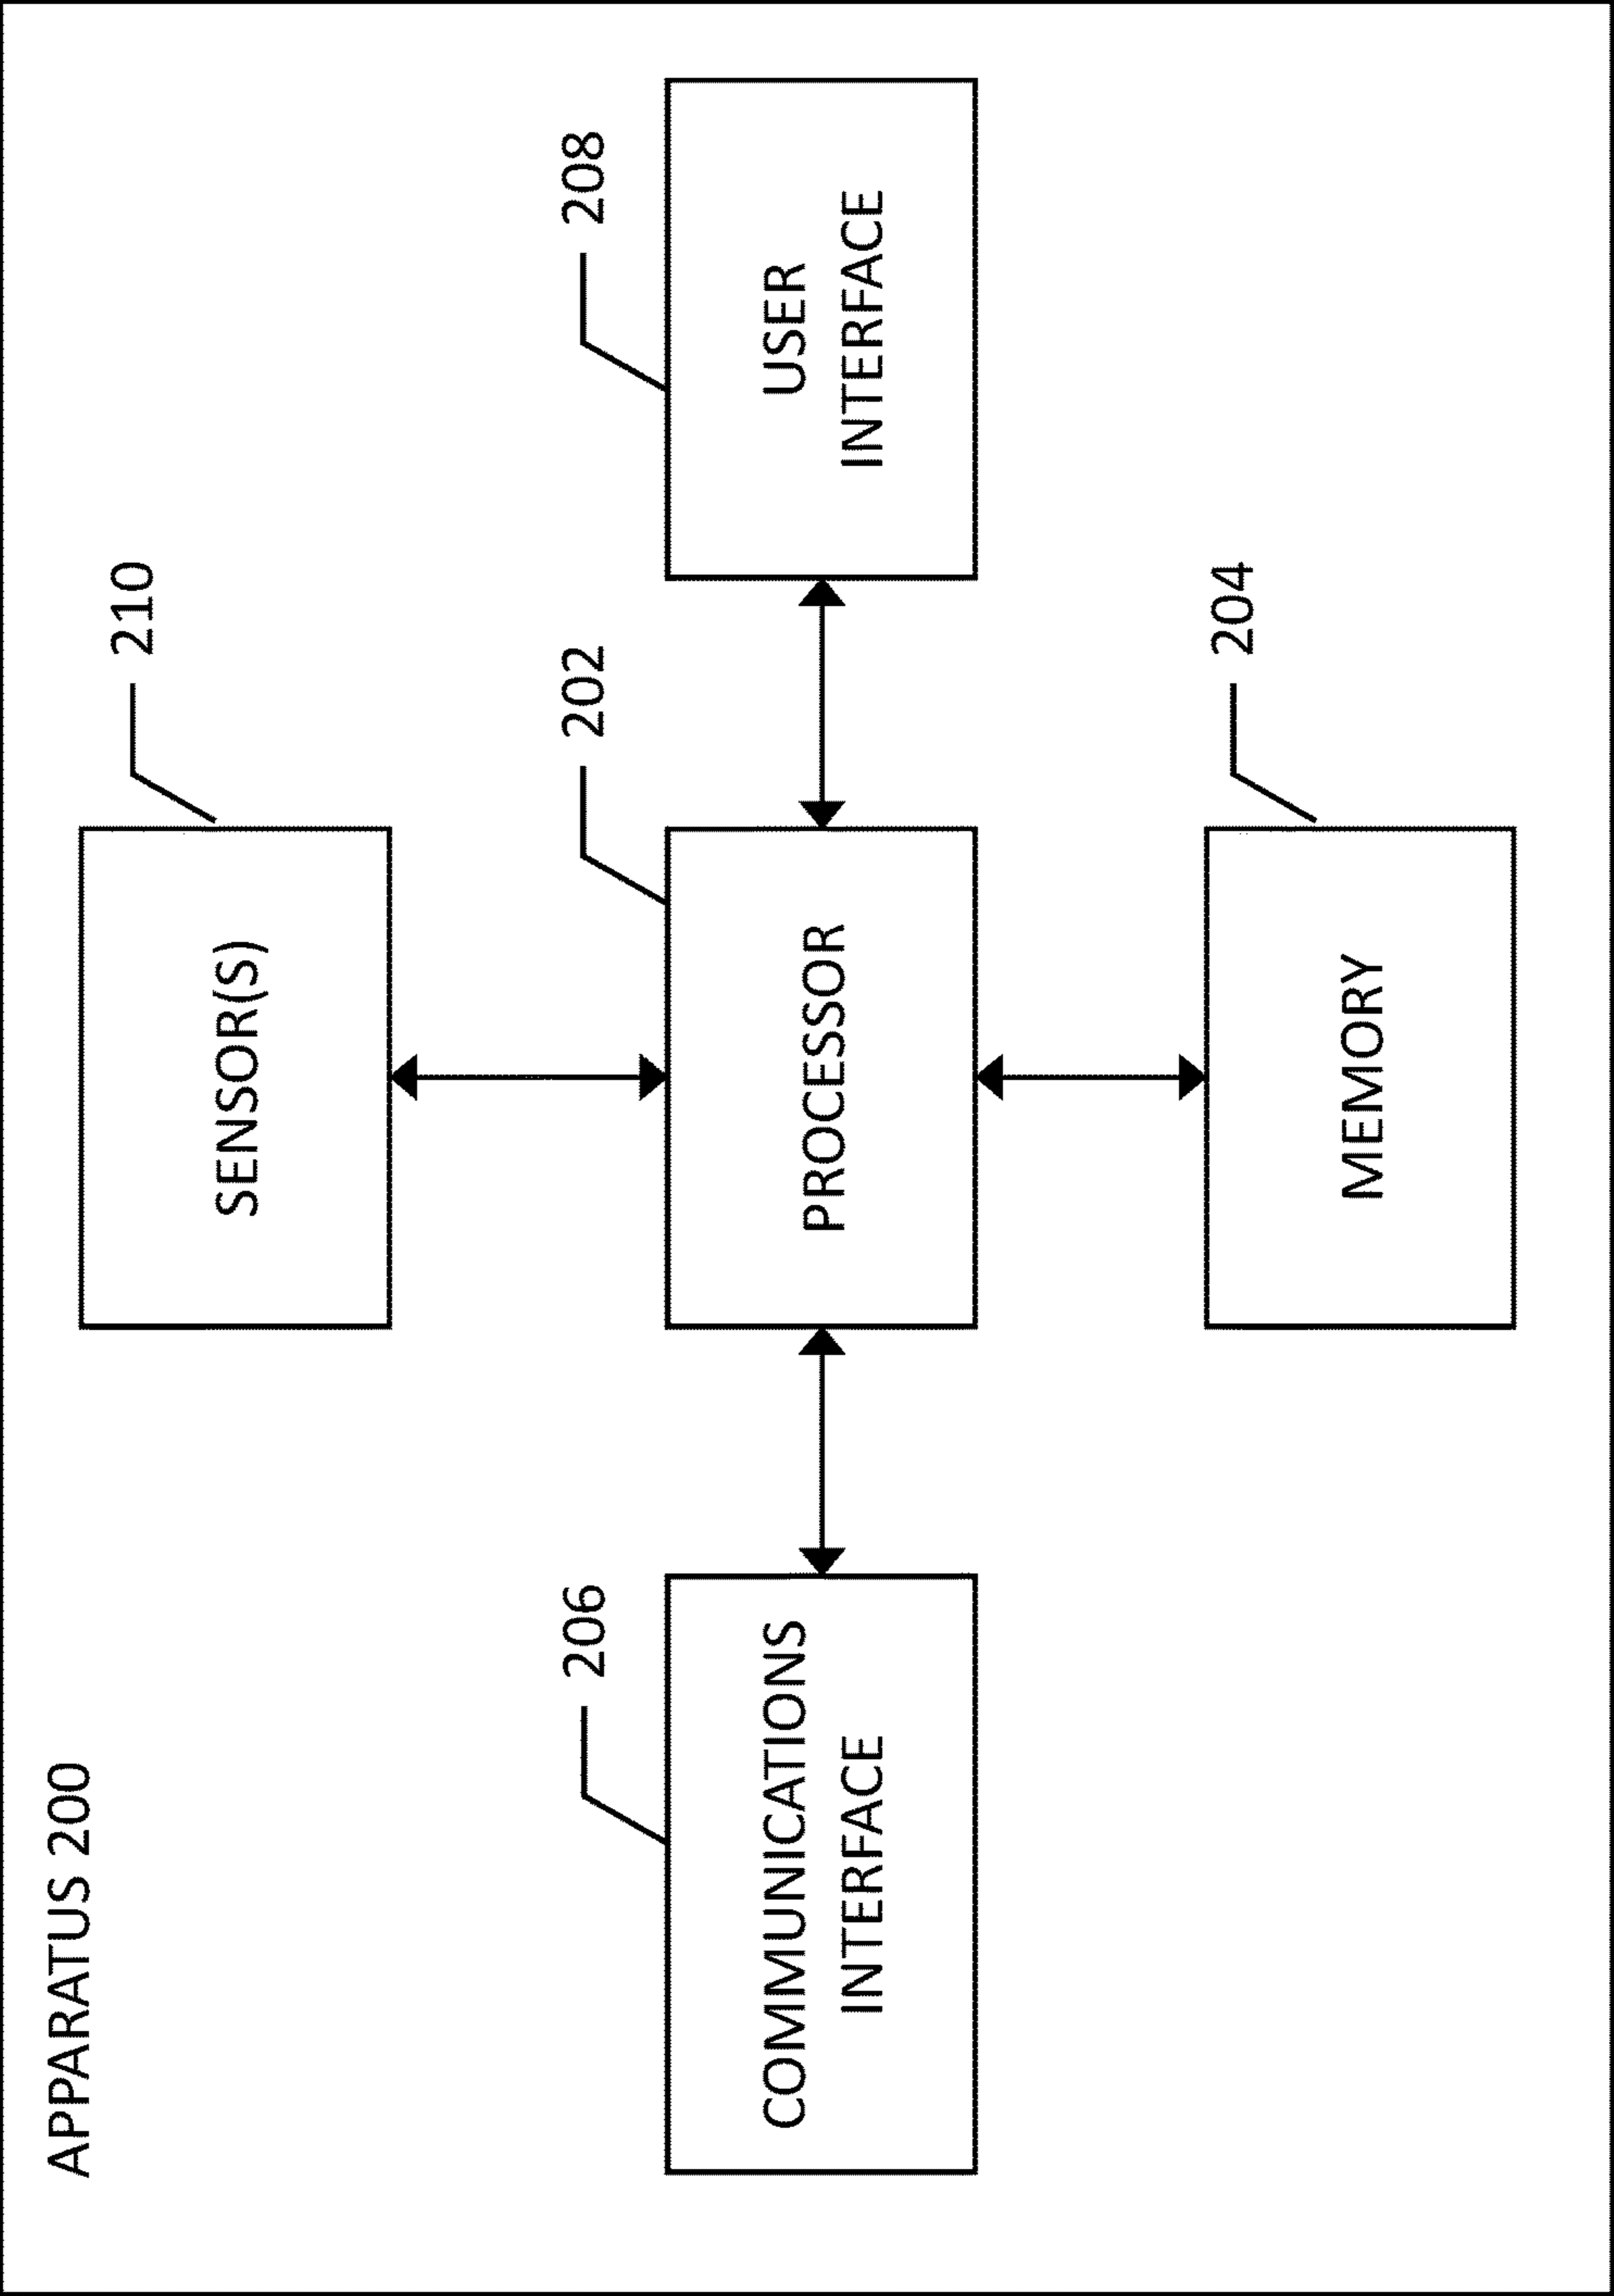 APPARATUS 200
210
SENSOR(S)
206
202
208
COMMUNICATIONS
INTERFACE
PROCESSOR
USER
INTERFACE
204
MEMORY